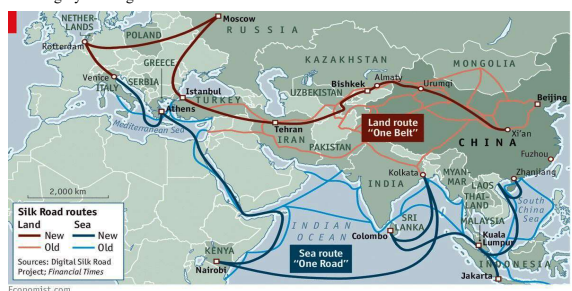 NETHER-
LANDS
Moscow
RUSSIA
POLAND
Rotterdam
KAZAKHSTAN
MONGOLIA
GREECE
Venice
SERBIA
ITALY
Istanbul
TURKEY
Athens
Bishkek
Almaty
Urumqi
UZBEKISTAN
Beijing
Mediterranean Sea
Tehran
IRAN
Land route
"One Belt"
Xi'an
CHINA
PAKISTAN
Fuzhou
Kolkata
Zhanjiang
INDIA
MYAN-
MAR
LAOS
THAI-
LAND
South
China
Sea
2,000 km
Silk Road routes
Land Sea
New New
Old Old
Sources: Digital Silk Road
Project; Financial Times
INDIAN
OCEAN
SRI
LANKA
Colombo
MALAYSIA
Kuala
Lumpur
KENYA
Nairobi
Sea route
"One Road"
INDONESIA
Jakarta
Economist.com